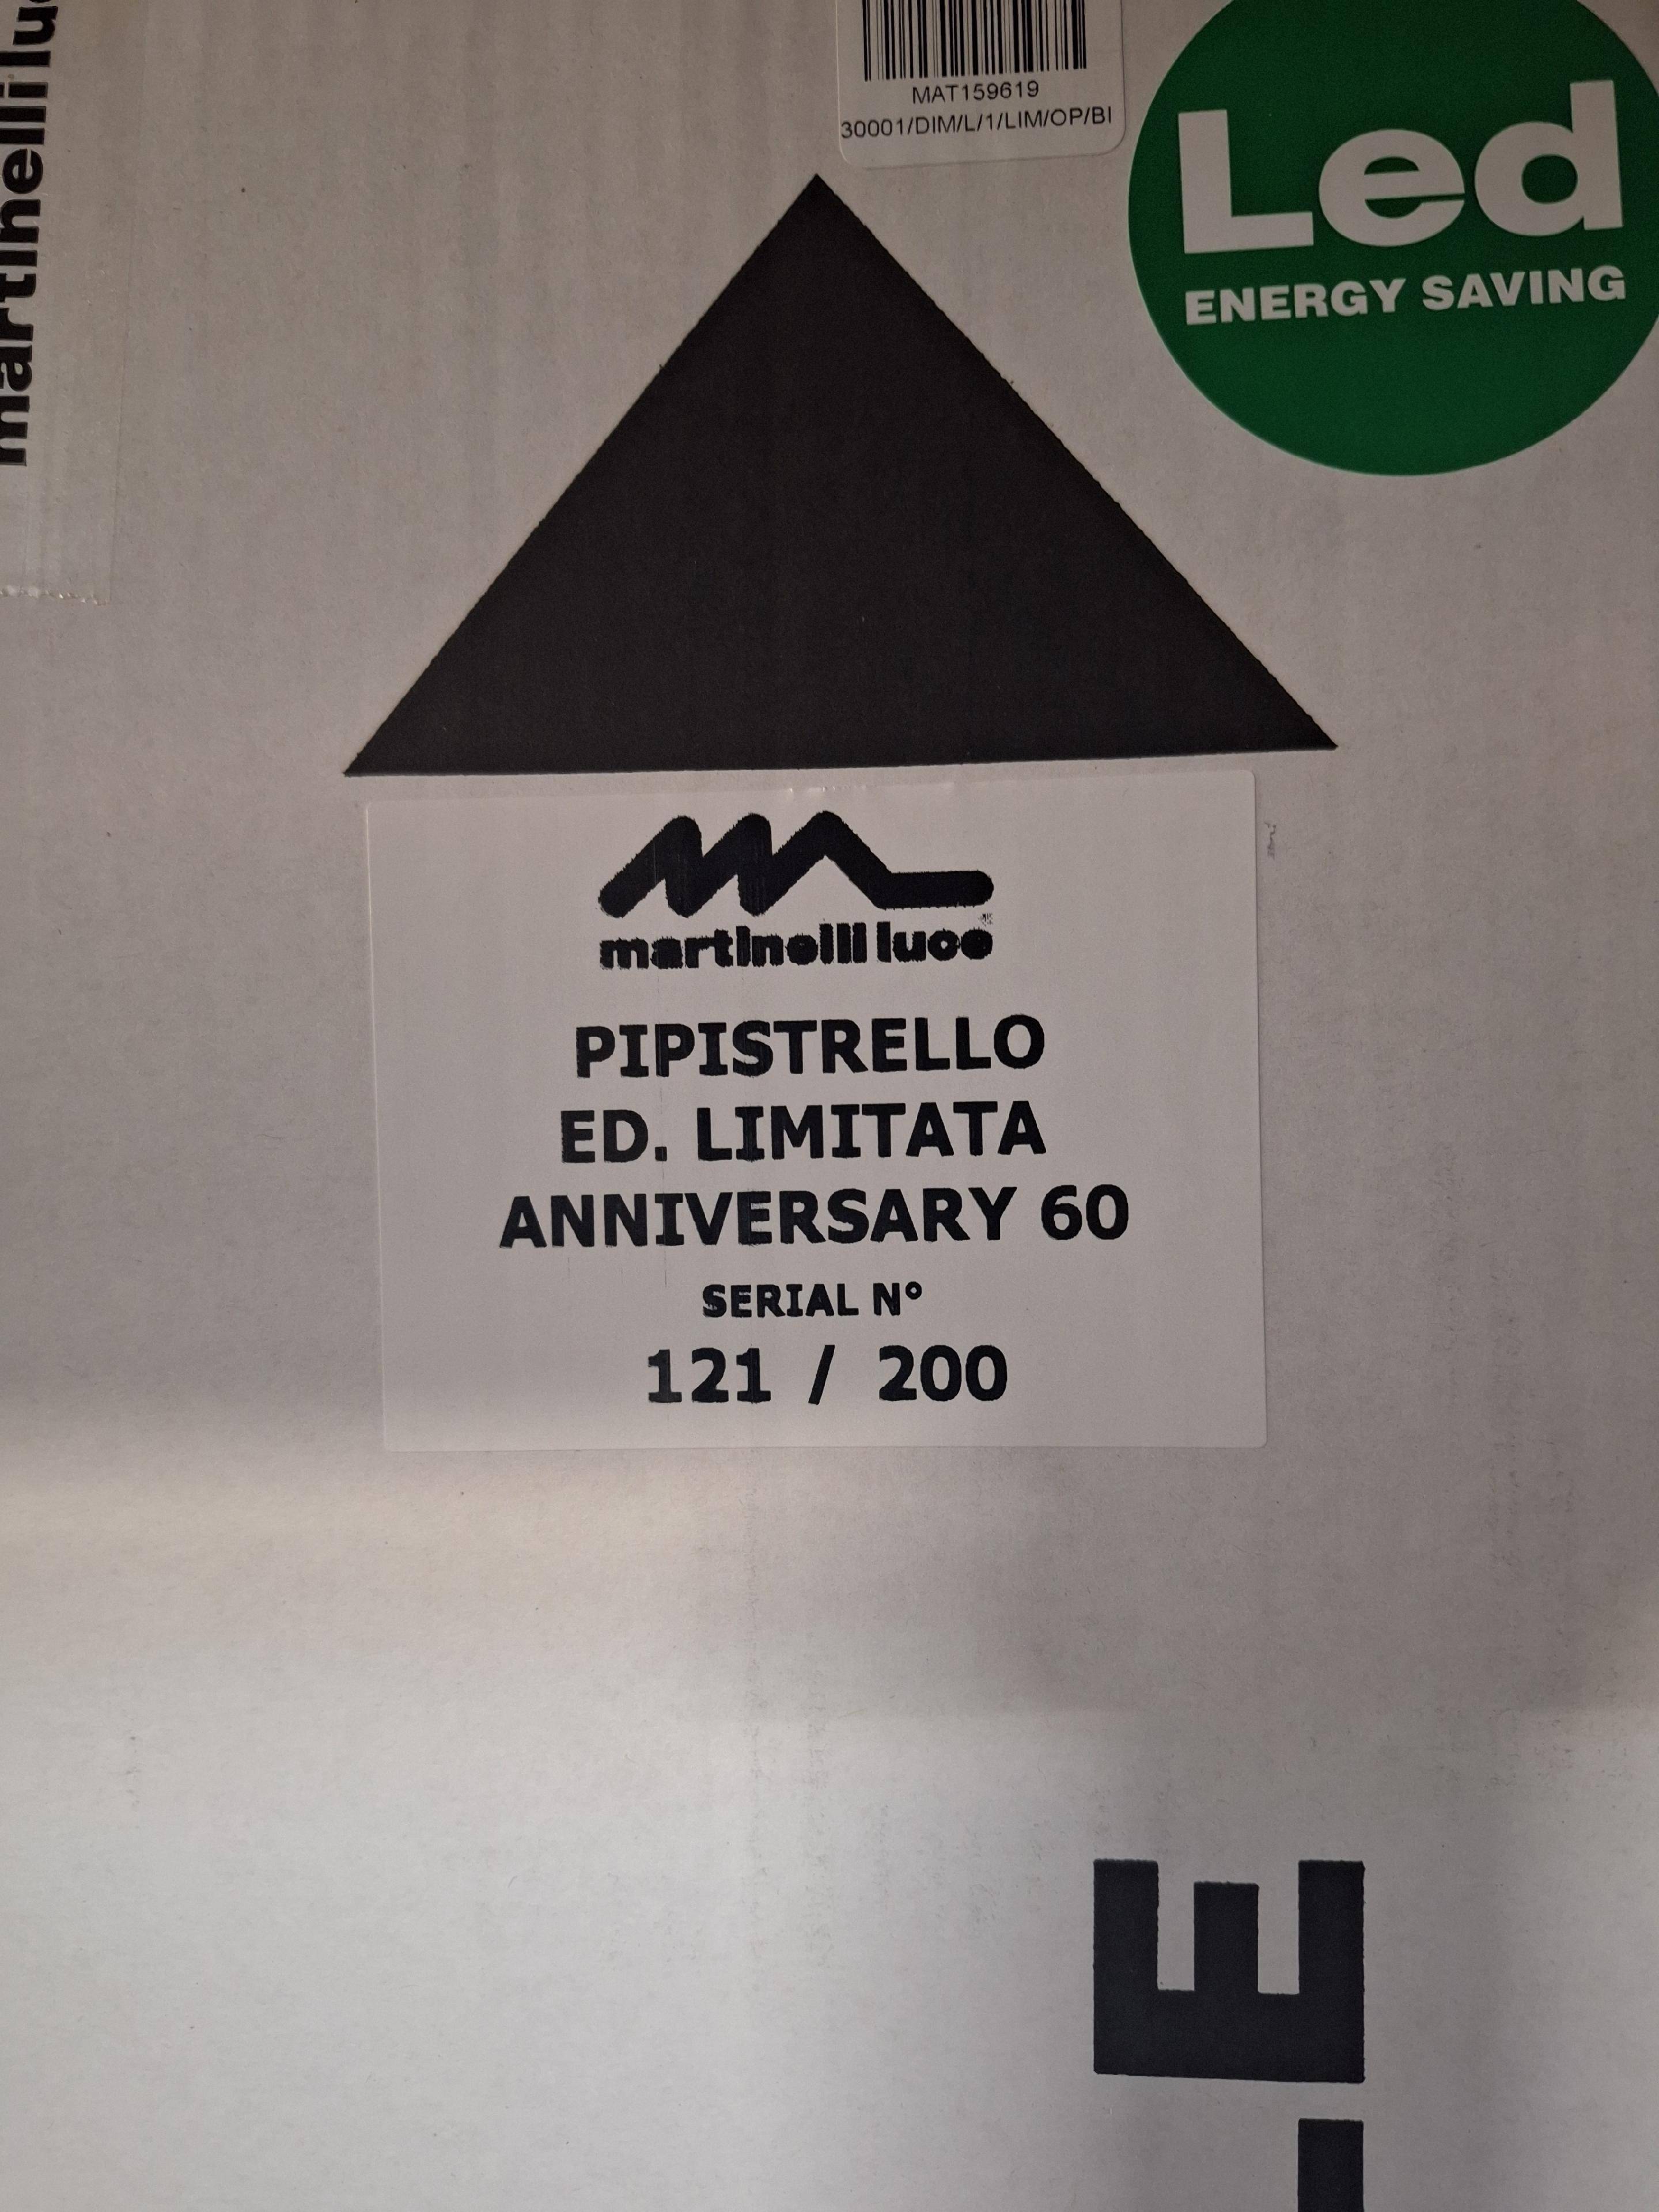 martinelli luc
MAT159619
30001/DIM/L/1/LIM/OP/BI
Led
ENERGY SAVING
martinelli luce
PIPISTRELLO
ED. LIMITATA
ANNIVERSARY 60
SERIAL N°
121 / 200
E